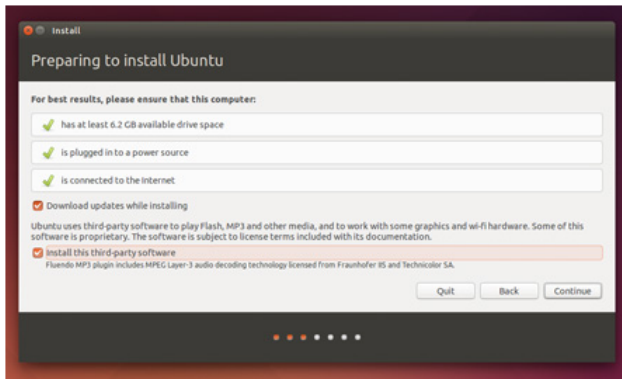 Install
Preparing to install Ubuntu
For best results, please ensure that this computer:
has at least 6.2 GB available drive space
is plugged in to a power source
is connected to the Internet
Download updates while installing
Ubuntu uses third-party software to play Flash, MP3 and other media, and to work with some graphics and wi-fi hardware. Some of this
software is proprietary. The software is subject to license terms included with its documentation.
Install this third-party software
Fluendo MP3 plugin includes MPEG Layer-3 audio decoding technology licensed from Fraunhofer IIS and Technicolor SA.
Quit Back Continue